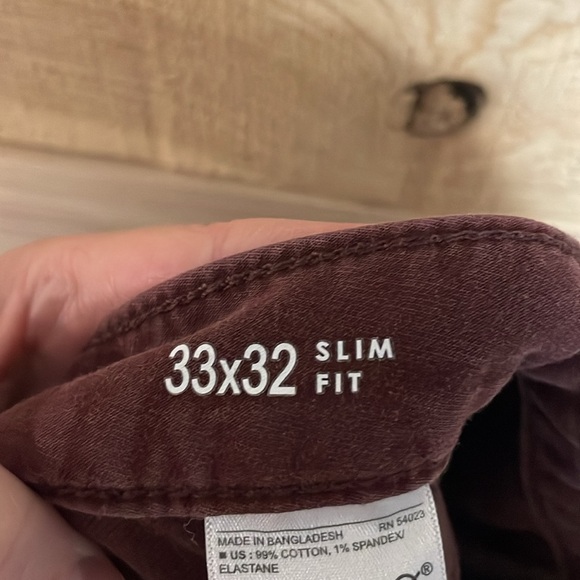 33x32 SLIM
FIT
MADE IN BANGLADESH RN 54023
■ US : 99% COTTON, 1% SPANDEX/
ELASTANE